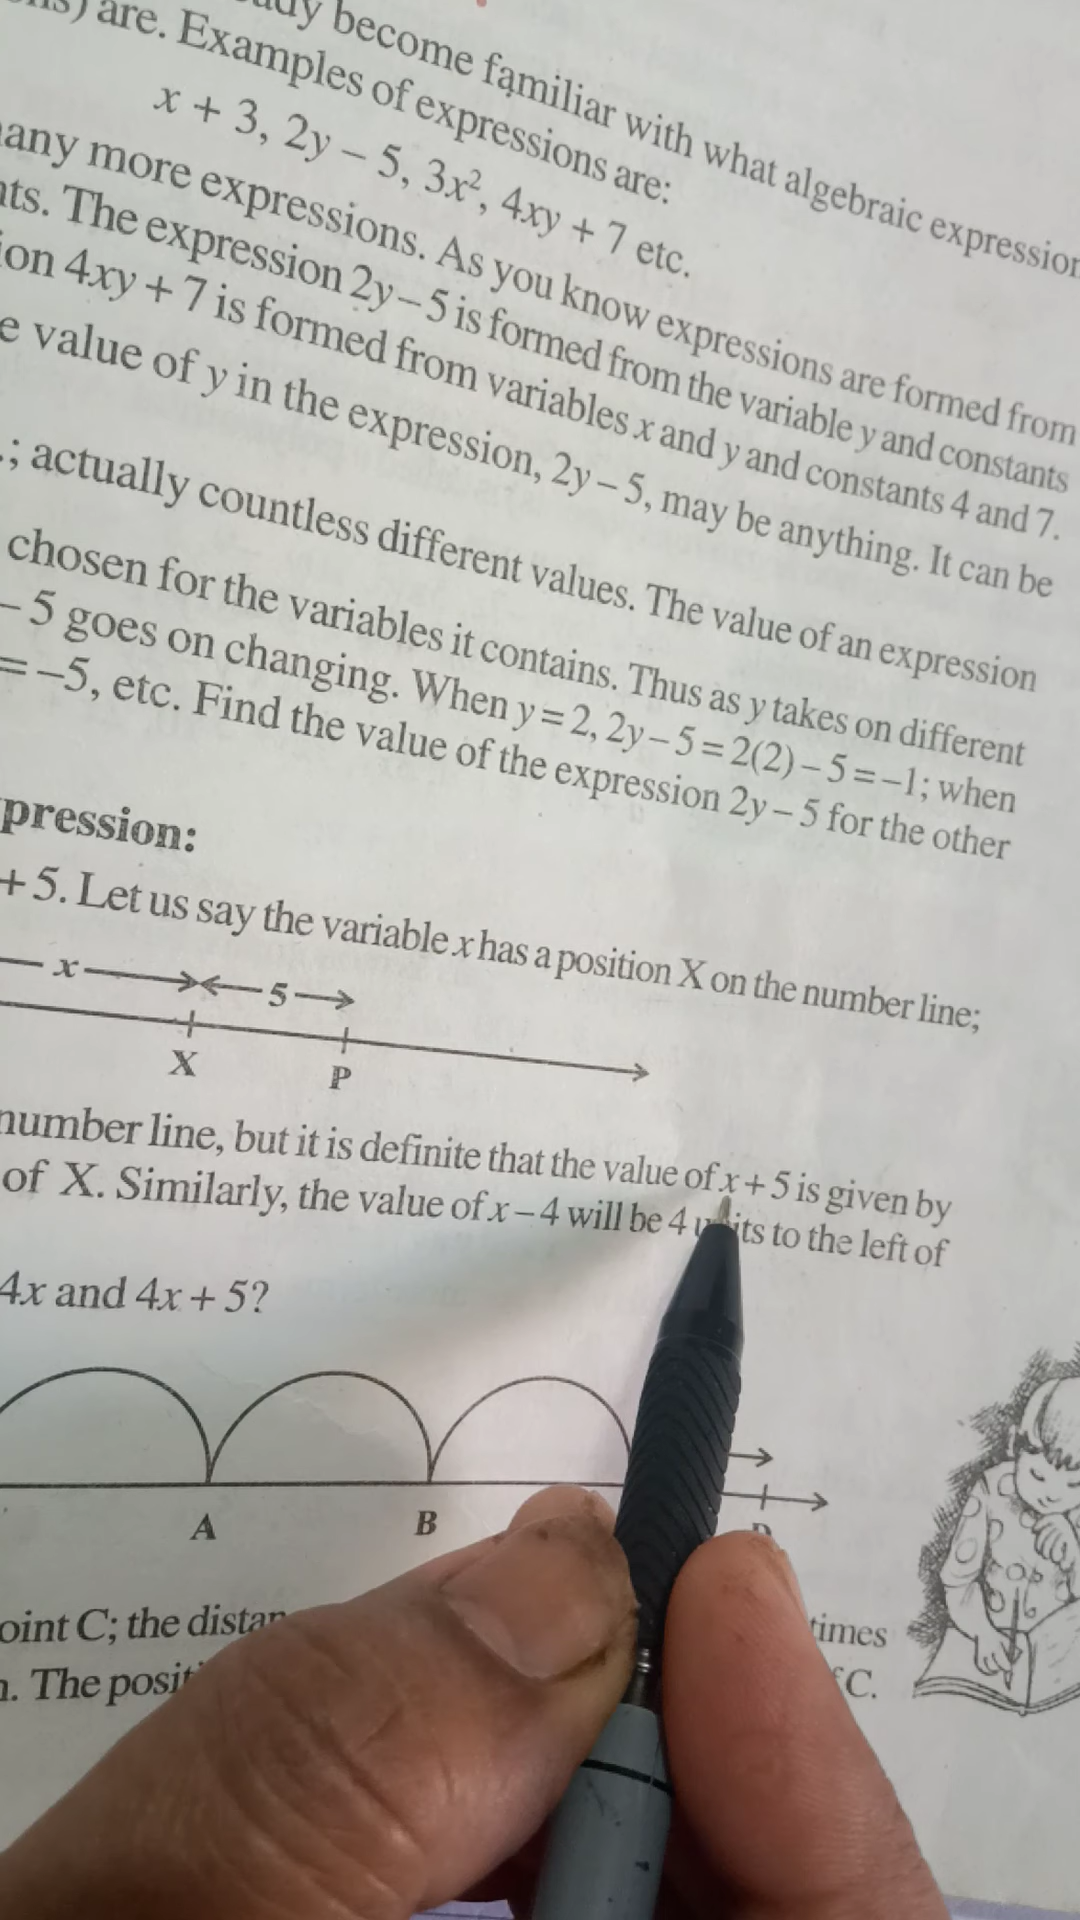 are. Examples of expressions are:
become familiar with what algebraic expression
x + 3, 2y – 5, 3x², 4xy + 7 etc.
any more expressions. As you know expressions are formed from
ts. The expression 2y – 5 is formed from the variable y and constants
on 4xy + 7 is formed from variables x and y and constants 4 and 7.
e value of y in the expression, 2y – 5, may be anything. It can be
; actually countless different values. The value of an expression
chosen for the variables it contains. Thus as y takes on different
– 5 goes on changing. When y = 2, 2y – 5 = 2(2) – 5 = –1; when
= –5, etc. Find the value of the expression 2y – 5 for the other
pression:
+ 5. Let us say the variable x has a position X on the number line;
x 5
X P
number line, but it is definite that the value of x + 5 is given by
of X. Similarly, the value of x – 4 will be 4 units to the left of
4x and 4x + 5?
A B
oint C; the distan times
. The posit C.